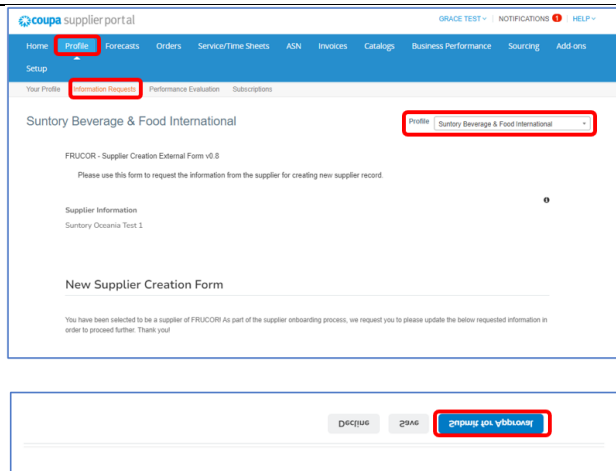 coupa supplier portal
GRACE TEST NOTIFICATIONS 1 HELP
Home Profile Forecasts Orders Service/Time Sheets ASN Invoices Catalogs Business Performance Sourcing Add-ons
Setup
Your Profile Information Requests Performance Evaluation Subscriptions
Suntory Beverage & Food International
Profile Suntory Beverage & Food International
FRUCOR - Supplier Creation External Form v0.8
Please use this form to request the information from the supplier for creating new supplier record.
Supplier Information
Suntory Oceania Test 1
New Supplier Creation Form
You have been selected to be a supplier of FRUCOR! As part of the supplier onboarding process, we request you to please update the below requested information in
order to proceed further. Thank you!
Decline Save Submit for Approval